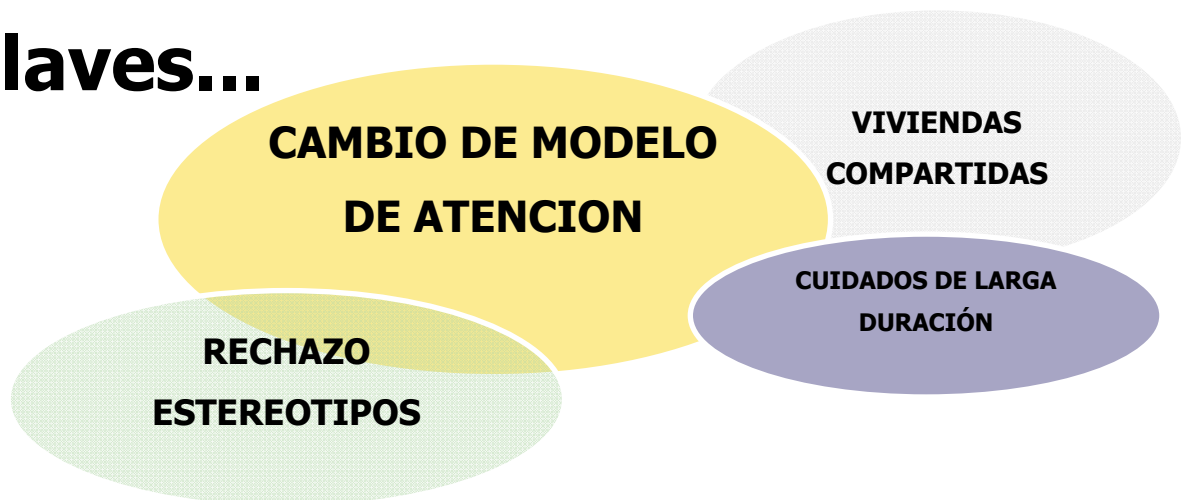 laves...
CAMBIO DE MODELO
DE ATENCION
VIVIENDAS
COMPARTIDAS
CUIDADOS DE LARGA
DURACIÓN
RECHAZO
ESTEREOTIPOS